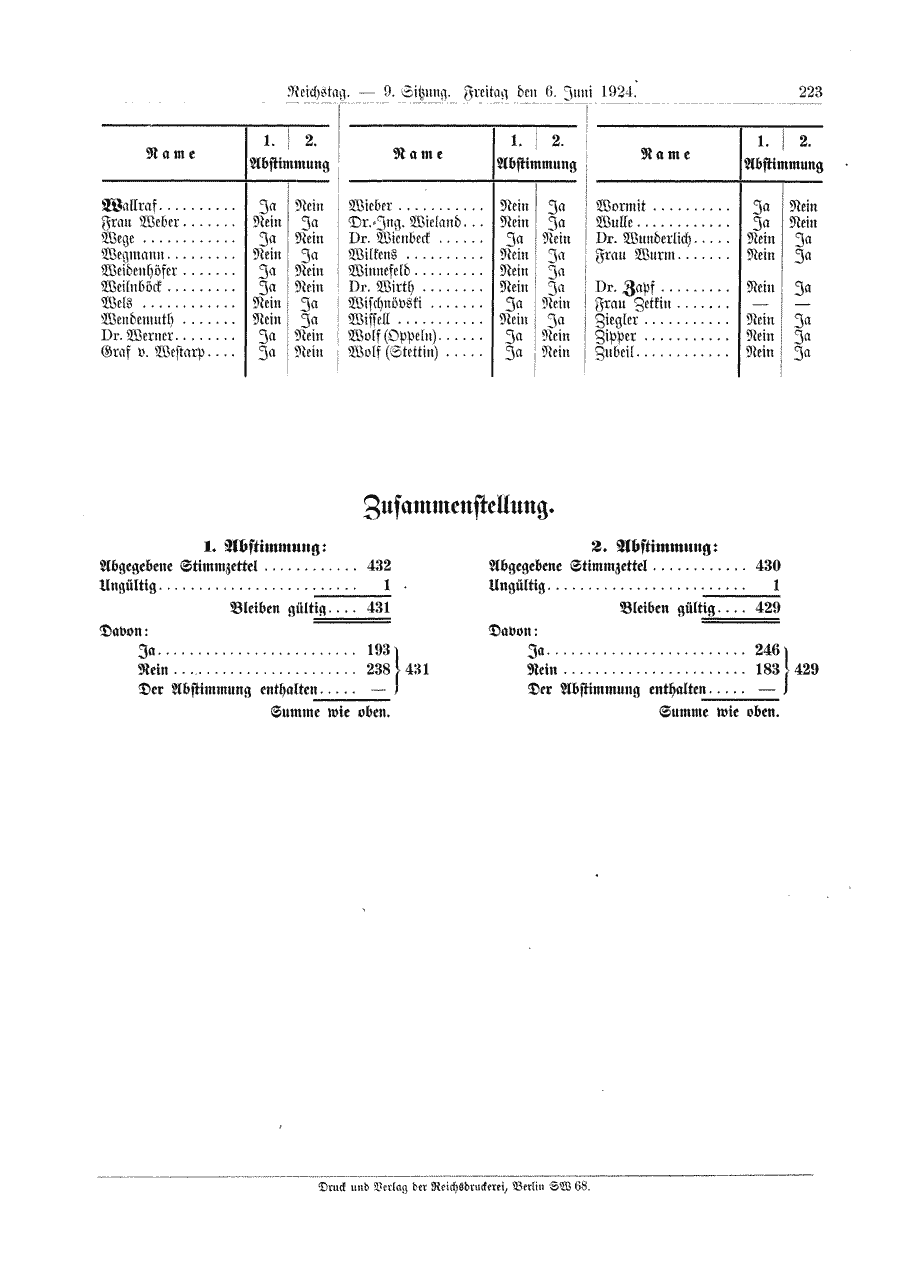 Reichstag. — 9. Sitzung. Freitag den 6. Juni 1924. 223
Name 1. 2.
Abstimmung
Wallraf.......... Ja Nein
Frau Weber....... Nein Ja
Wege ............ Ja Nein
Wegmann.......... Nein Ja
Weidenhöfer ....... Ja Nein
Weilnböck ......... Ja Nein
Wels ............ Nein Ja
Wendemuth ....... Nein Ja
Dr. Werner........ Ja Nein
Graf v. Westarp.... Ja Nein
Name 1. 2.
Abstimmung
Wieber ........... Nein Ja
Dr.-Ing. Wieland... Nein Ja
Dr. Wienbeck ...... Ja Nein
Wilkens .......... Nein Ja
Winnefeld ......... Nein Ja
Dr. Wirth ........ Nein Ja
Wischnövski ...... Ja Nein
Wissell ........... Nein Ja
Wolf (Oppeln)...... Ja Nein
Wolf (Stettin) ..... Ja Nein
Name 1. 2.
Abstimmung
Wormit .......... Ja Nein
Wulle ............ Ja Nein
Dr. Wunderlich..... Nein Ja
Frau Wurm....... Nein Ja
Dr. Zapf ......... Nein Ja
Frau Zetkin ....... — —
Ziegler ........... Nein Ja
Zipper ........... Nein Ja
Zubeil............ Nein Ja
Zusammenstellung.
1. Abstimmung:
Abgegebene Stimmzettel ............ 432
Ungültig......................... 1
Bleiben gültig.... 431
Davon:
Ja......................... 193
Nein ....................... 238 431
Der Abstimmung enthalten..... —
Summe wie oben.
2. Abstimmung:
Abgegebene Stimmzettel ............ 430
Ungültig......................... 1
Bleiben gültig.... 429
Davon:
Ja......................... 246
Nein ....................... 183 429
Der Abstimmung enthalten..... —
Summe wie oben.
Druck und Verlag der Reichsdruckerei, Berlin SW 68.